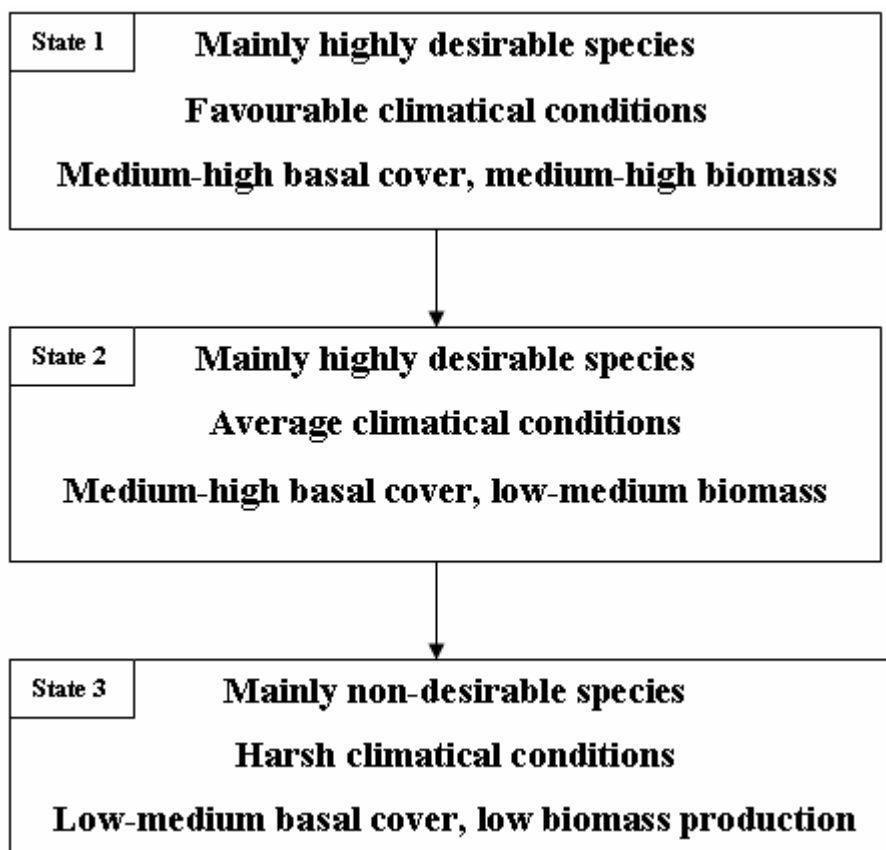 State 1
Mainly highly desirable species
Favourable climatical conditions
Medium-high basal cover, medium-high biomass
State 2
Mainly highly desirable species
Average climatical conditions
Medium-high basal cover, low-medium biomass
State 3
Mainly non-desirable species
Harsh climatical conditions
Low-medium basal cover, low biomass production